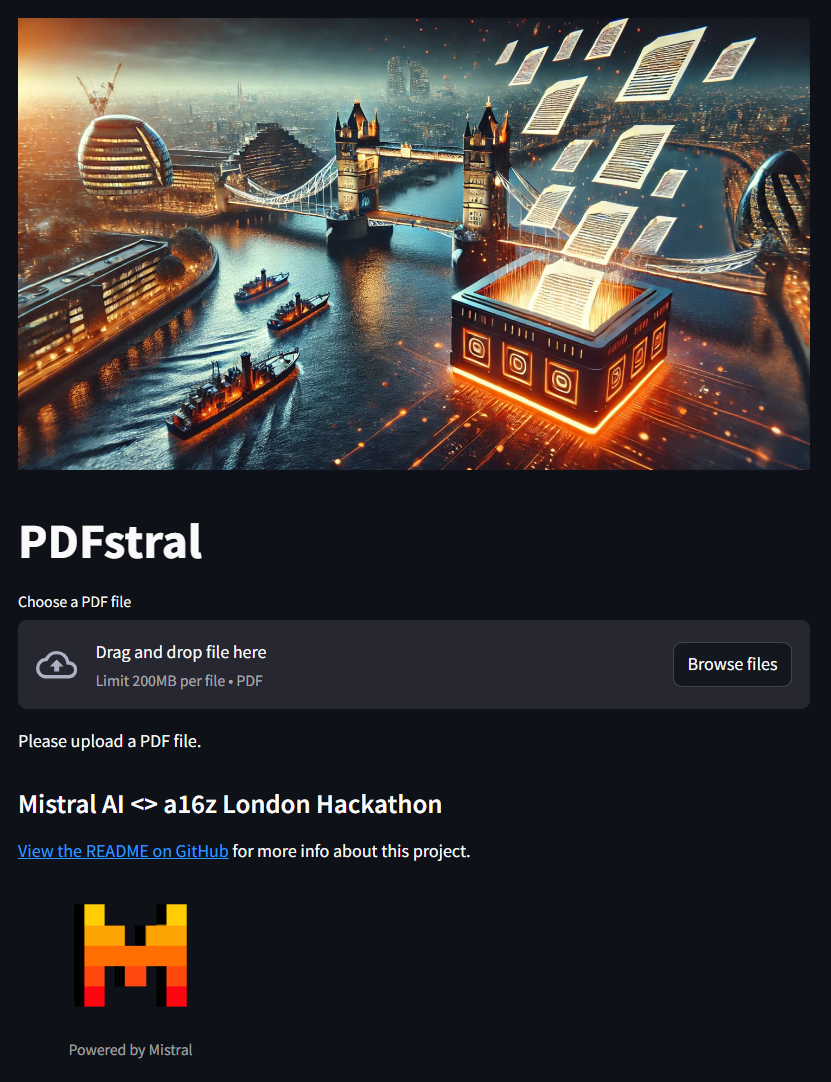 PDFstral
Choose a PDF file
Drag and drop file here
Limit 200MB per file • PDF
Browse files
Please upload a PDF file.
Mistral AI <> a16z London Hackathon
View the README on GitHub for more info about this project.
Powered by Mistral